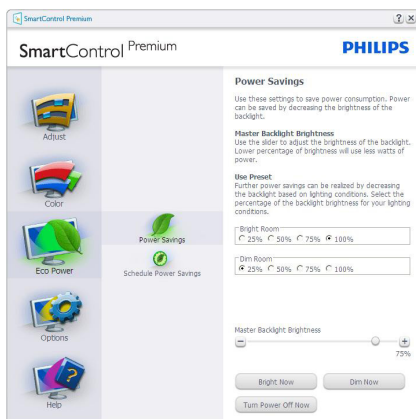 SmartControl Premium
SmartControl Premium
PHILIPS
Adjust
Color
Eco Power
Options
Help
Power Savings
Schedule Power Savings
Power Savings
Use these settings to save power consumption. Power
can be saved by decreasing the brightness of the
backlight.
Master Backlight Brightness
Use the slider to adjust the brightness of the backlight.
Lower percentage of brightness will use less watts of
power.
Use Preset
Further power savings can be realized by decreasing
the backlight based on lighting conditions. Select the
percentage of the backlight brightness for your lighting
conditions.
Bright Room
25% 50% 75% 100%
Dim Room
25% 50% 75% 100%
Master Backlight Brightness
75%
Bright Now Dim Now
Turn Power Off Now